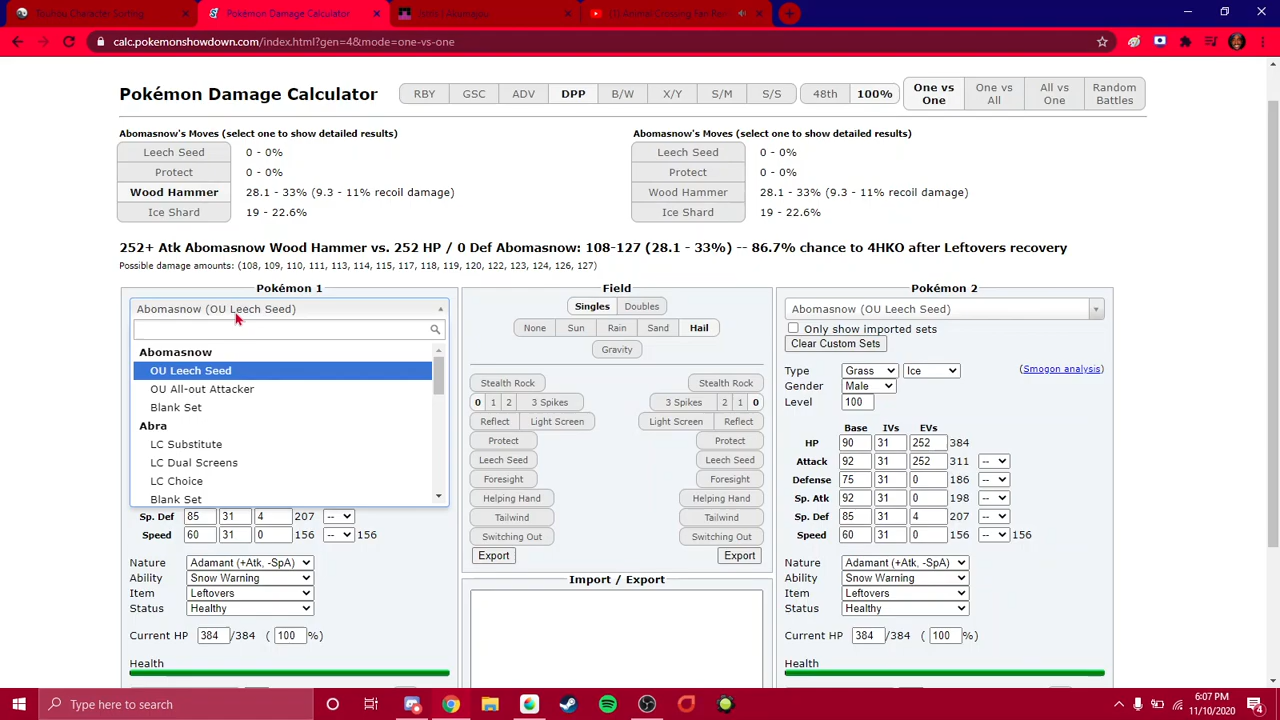 Touhou Character Sorting
Pokemon Damage Calculator
(1) Animal Crossing Fan
calc.pokemonshowdown.com/index.html?gen=4&mode=one-vs-one
Pokémon Damage Calculator
RBY GSC ADV DPP B/W X/Y S/M S/S 48th 100%
One vs One
One vs All
All vs One
Random Battles
Abomasnow's Moves (select one to show detailed results)
Leech Seed 0 - 0%
Protect 0 - 0%
Wood Hammer 28.1 - 33% (9.3 - 11% recoil damage)
Ice Shard 19 - 22.6%
Abomasnow's Moves (select one to show detailed results)
Leech Seed 0 - 0%
Protect 0 - 0%
Wood Hammer 28.1 - 33% (9.3 - 11% recoil damage)
Ice Shard 19 - 22.6%
252+ Atk Abomasnow Wood Hammer vs. 252 HP / 0 Def Abomasnow: 108-127 (28.1 - 33%) -- 86.7% chance to 4HKO after Leftovers recovery
Possible damage amounts: (108, 109, 110, 111, 113, 114, 115, 117, 118, 119, 120, 122, 123, 124, 126, 127)
Pokémon 1
Abomasnow (OU Leech Seed)
Abomasnow
OU Leech Seed
OU All-out Attacker
Blank Set
Abra
LC Substitute
LC Dual Screens
LC Choice
Blank Set
Sp. Def 85 31 4 207 --
Speed 60 31 0 156 -- 156
Nature Adamant (+Atk, -SpA)
Ability Snow Warning
Item Leftovers
Status Healthy
Current HP 384 /384 ( 100 %)
Health
Field
Singles Doubles
None Sun Rain Sand Hail
Gravity
Stealth Rock Stealth Rock
0 1 2 3 Spikes 3 Spikes 2 1 0
Reflect Light Screen Light Screen Reflect
Protect Protect
Leech Seed Leech Seed
Foresight Foresight
Helping Hand Helping Hand
Tailwind Tailwind
Switching Out Switching Out
Export Export
Import / Export
Pokémon 2
Abomasnow (OU Leech Seed)
Only show imported sets
Clear Custom Sets
Type Grass Ice (Smogon analysis)
Gender Male
Level 100
Base IVs EVs
HP 90 31 252 384
Attack 92 31 252 311 --
Defense 75 31 0 186 --
Sp. Atk 92 31 0 198 --
Sp. Def 85 31 4 207 --
Speed 60 31 0 156 -- 156
Nature Adamant (+Atk, -SpA)
Ability Snow Warning
Item Leftovers
Status Healthy
Current HP 384 /384 ( 100 %)
Health
Type here to search
6:07 PM
11/10/2020
4